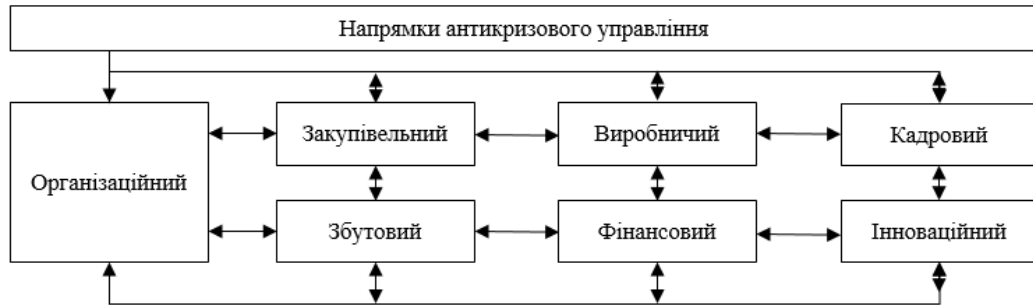 Напрямки антикризового управління
Закупівельний
Виробничий
Кадровий
Організаційний
Збутовий
Фінансовий
Інноваційний